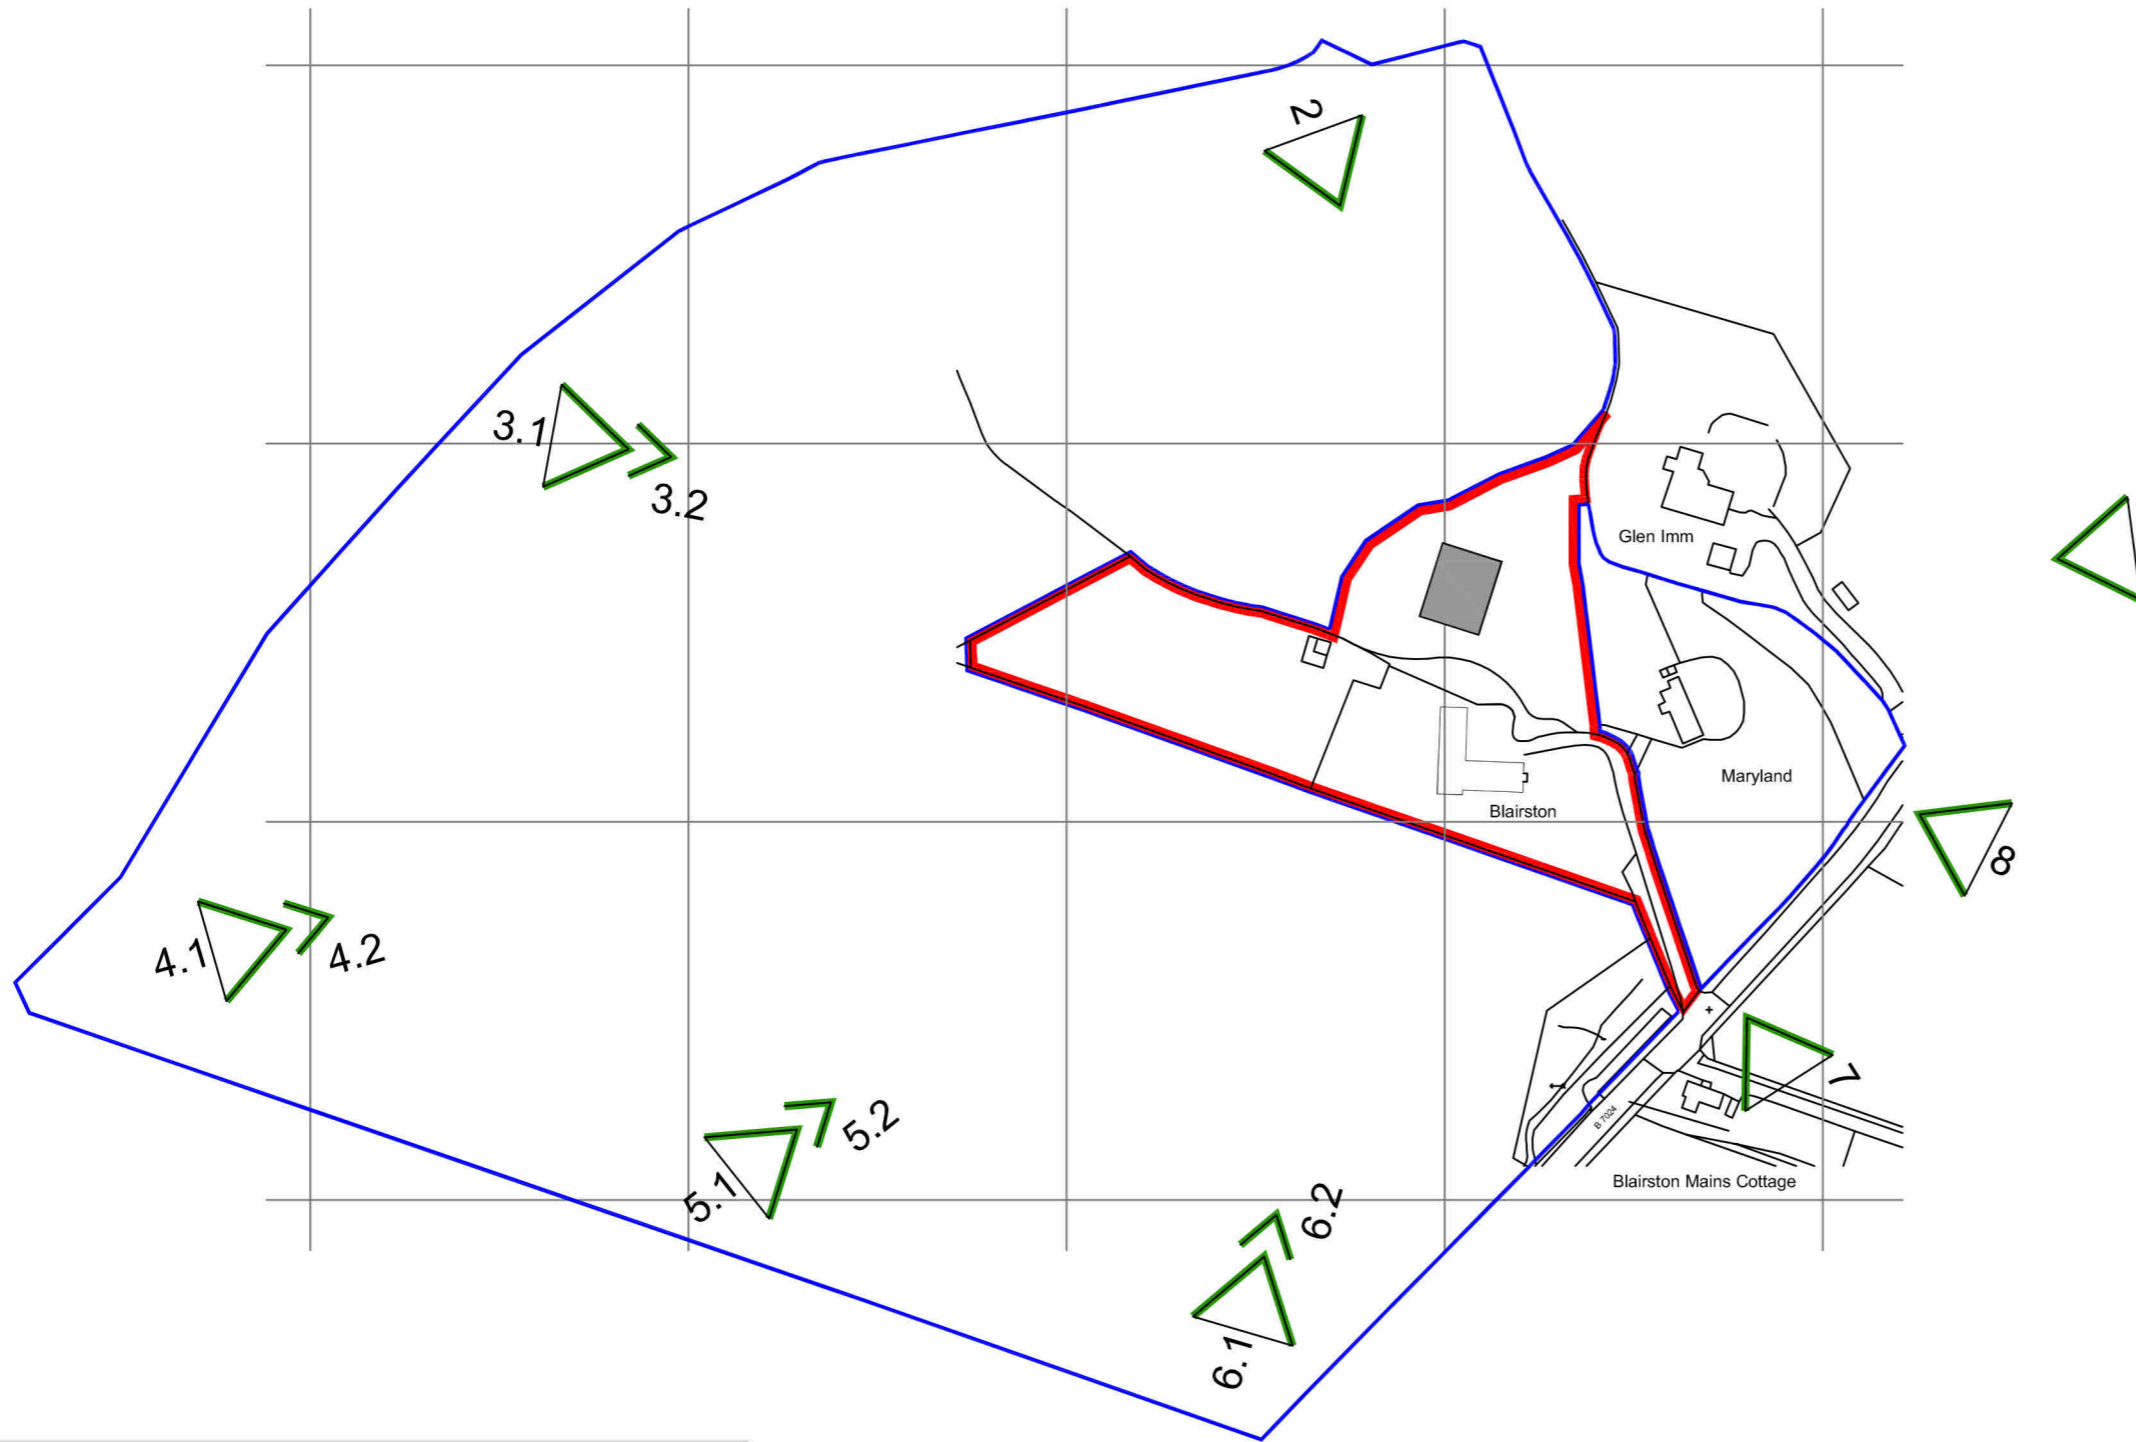 2
3.1
3.2
Glen Imm
Maryland
Blairston
8
4.1
4.2
7
5.2
B 7024
5.1
Blairston Mains Cottage
6.2
6.1